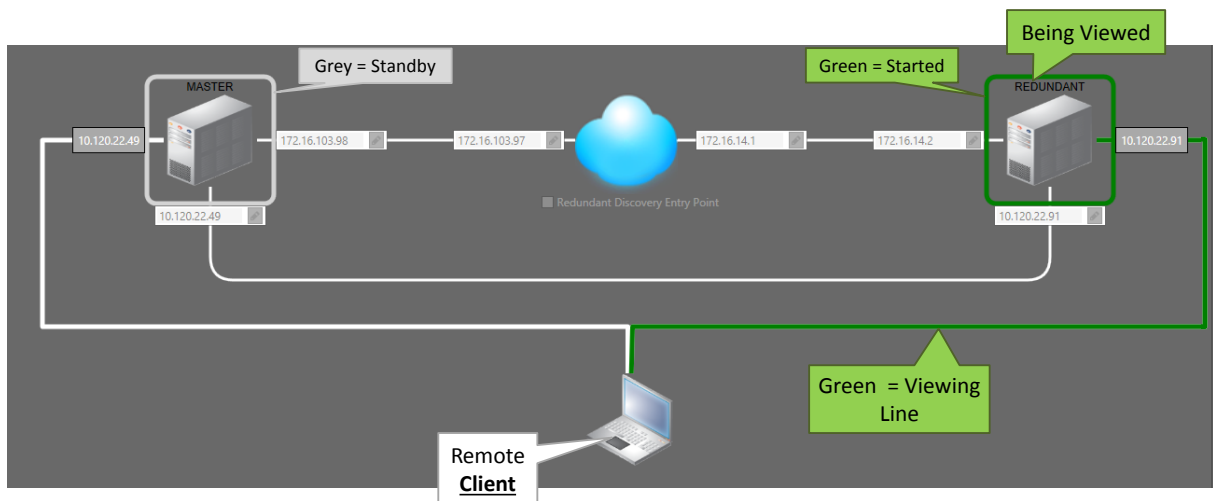 Being Viewed
Grey = Standby
Green = Started
MASTER
REDUNDANT
10.120.22.49
172.16.103.98
172.16.103.97
172.16.14.1
172.16.14.2
10.120.22.91
Redundant Discovery Entry Point
10.120.22.49
10.120.22.91
Green = Viewing
Line
Remote
Client